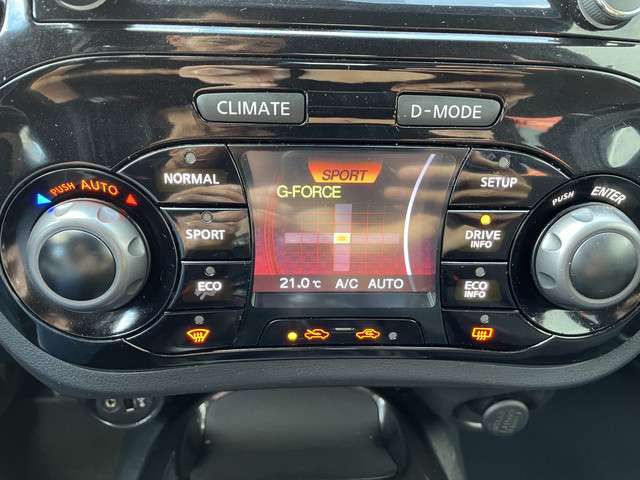 CLIMATE
D-MODE
PUSH AUTO
NORMAL
SPORT
ECO
SPORT
G-FORCE
21.0 °C A/C AUTO
SETUP
DRIVE
INFO
ECO
INFO
PUSH ENTER